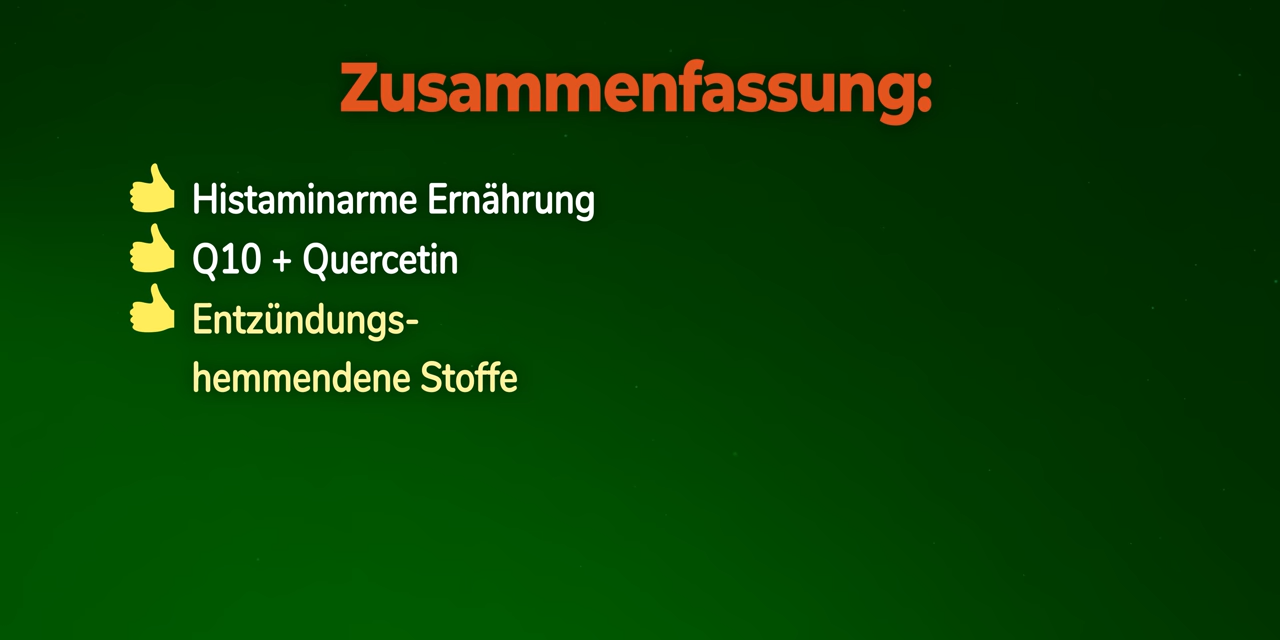 Zusammenfassung:
Histaminarme Ernährung
Q10 + Quercetin
Entzündungs-
hemmendene Stoffe